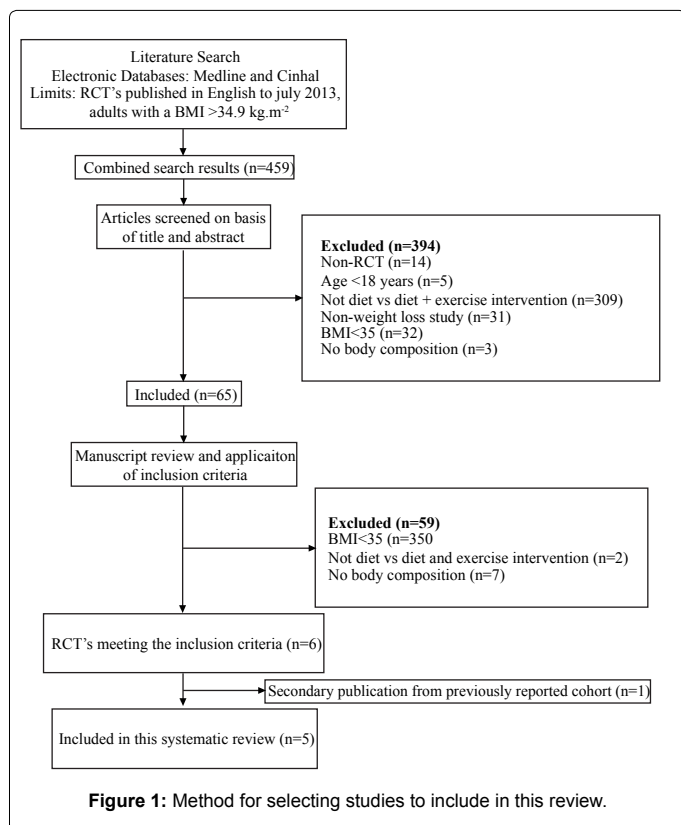 Literature Search
Electronic Databases: Medline and Cinhal
Limits: RCT's published in English to july 2013,
adults with a BMI >34.9 kg.m-2
Combined search results (n=459)
Articles screened on basis
of title and abstract
Excluded (n=394)
Non-RCT (n=14)
Age <18 years (n=5)
Not diet vs diet + exercise intervention (n=309)
Non-weight loss study (n=31)
BMI<35 (n=32)
No body composition (n=3)
Included (n=65)
Manuscript review and applicaiton
of inclusion criteria
Excluded (n=59)
BMI<35 (n=350
Not diet vs diet and exercise intervention (n=2)
No body composition (n=7)
RCT's meeting the inclusion criteria (n=6)
Secondary publication from previously reported cohort (n=1)
Included in this systematic review (n=5)
Figure 1: Method for selecting studies to include in this review.